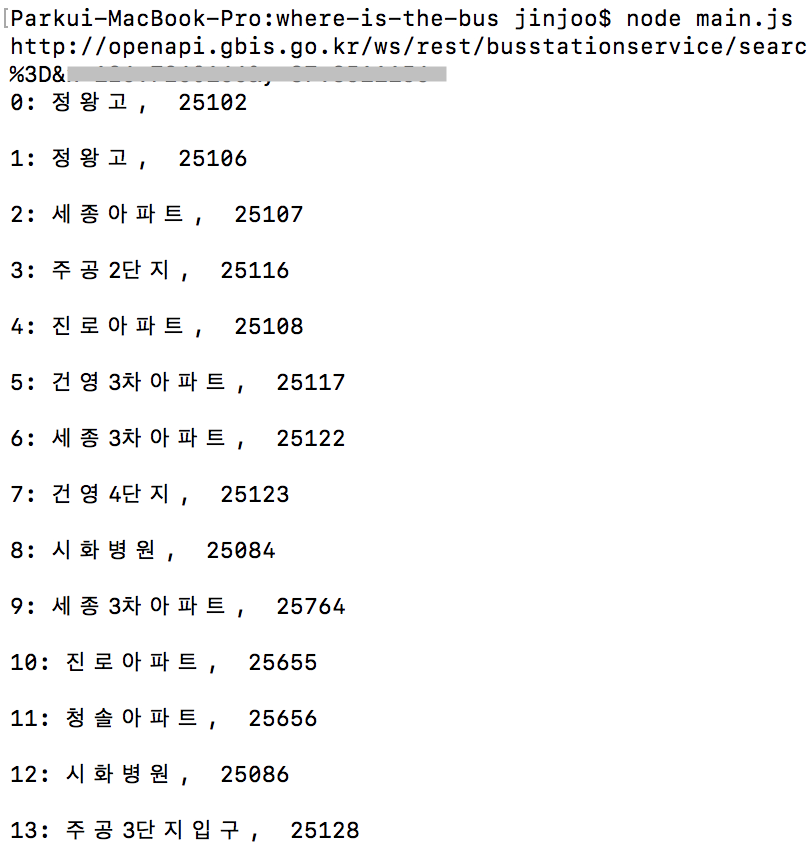 Parkui-MacBook-Pro:where-is-the-bus jinjoo$ node main.js
http://openapi.gbis.go.kr/ws/rest/busstationservice/searc
%3D&
0: 정왕고, 25102
1: 정왕고, 25106
2: 세종아파트, 25107
3: 주공2단지, 25116
4: 진로아파트, 25108
5: 건영3차아파트, 25117
6: 세종3차아파트, 25122
7: 건영4단지, 25123
8: 시화병원, 25084
9: 세종3차아파트, 25764
10: 진로아파트, 25655
11: 청솔아파트, 25656
12: 시화병원, 25086
13: 주공3단지입구, 25128